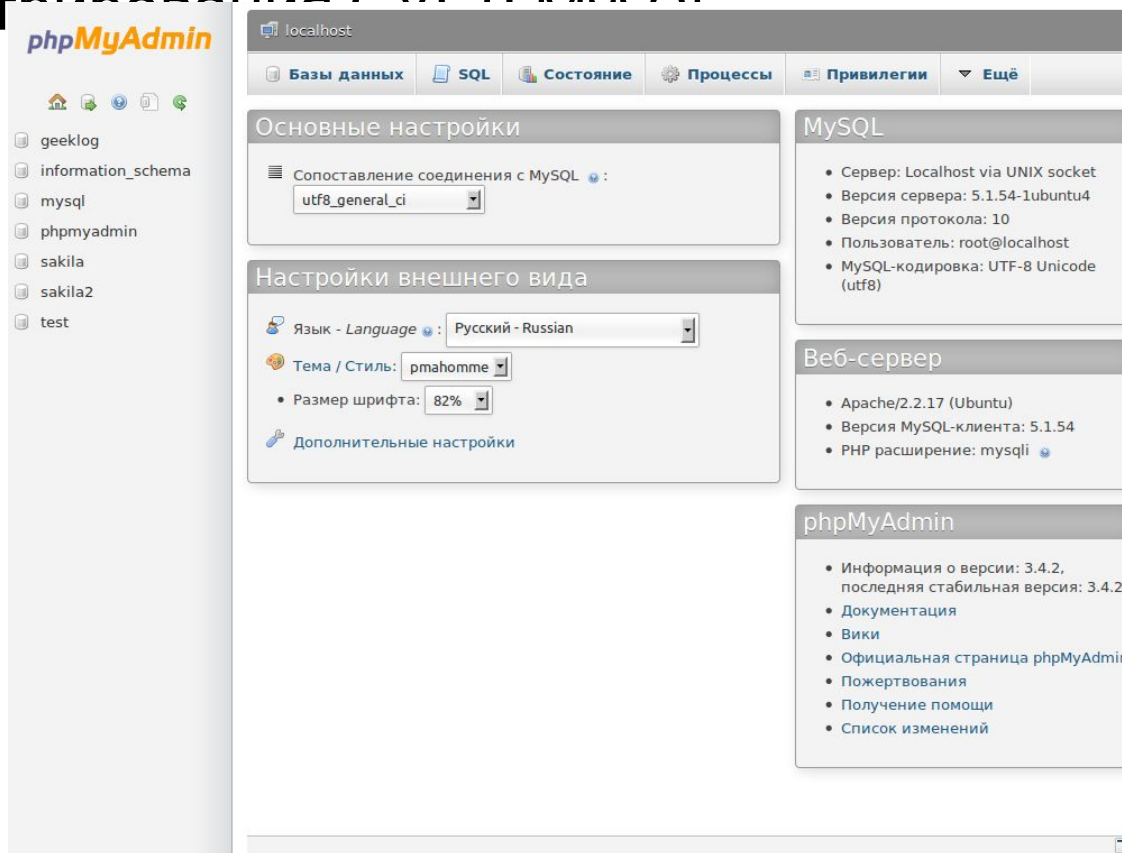 phpMyAdmin
geeklog
information_schema
mysql
phpmyadmin
sakila
sakila2
test
localhost
Базы данных
SQL
Состояние
Процессы
Привилегии
Ещё
Основные настройки
Сопоставление соединения с MySQL :
utf8_general_ci
Настройки внешнего вида
Язык - Language : Русский - Russian
Тема / Стиль: pmahomme
• Размер шрифта: 82%
Дополнительные настройки
MySQL
• Сервер: Localhost via UNIX socket
• Версия сервера: 5.1.54-1ubuntu4
• Версия протокола: 10
• Пользователь: root@localhost
• MySQL-кодировка: UTF-8 Unicode
(utf8)
Веб-сервер
• Apache/2.2.17 (Ubuntu)
• Версия MySQL-клиента: 5.1.54
• PHP расширение: mysqli
phpMyAdmin
• Информация о версии: 3.4.2,
последняя стабильная версия: 3.4.2
• Документация
• Вики
• Официальная страница phpMyAdmin
• Пожертвования
• Получение помощи
• Список изменений